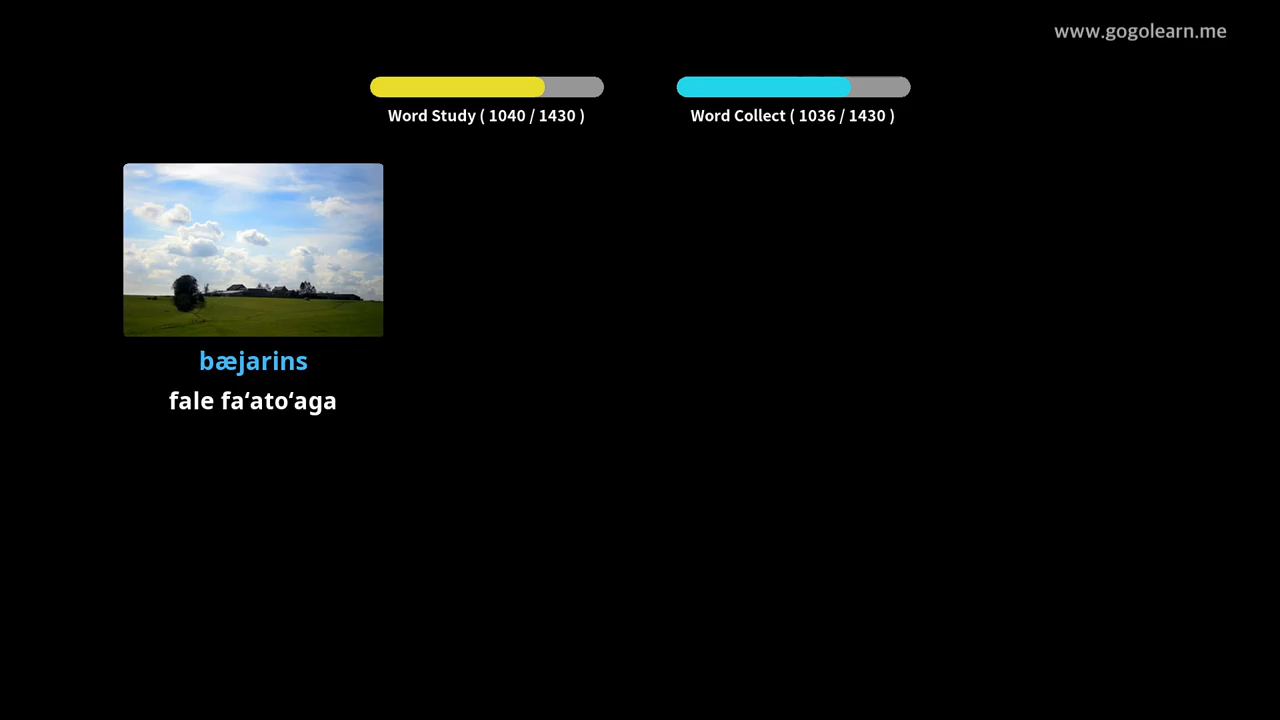 www.gogolearn.me
Word Study ( 1040 / 1430 )
Word Collect ( 1036 / 1430 )
bæjarins
fale fa‘ato‘aga